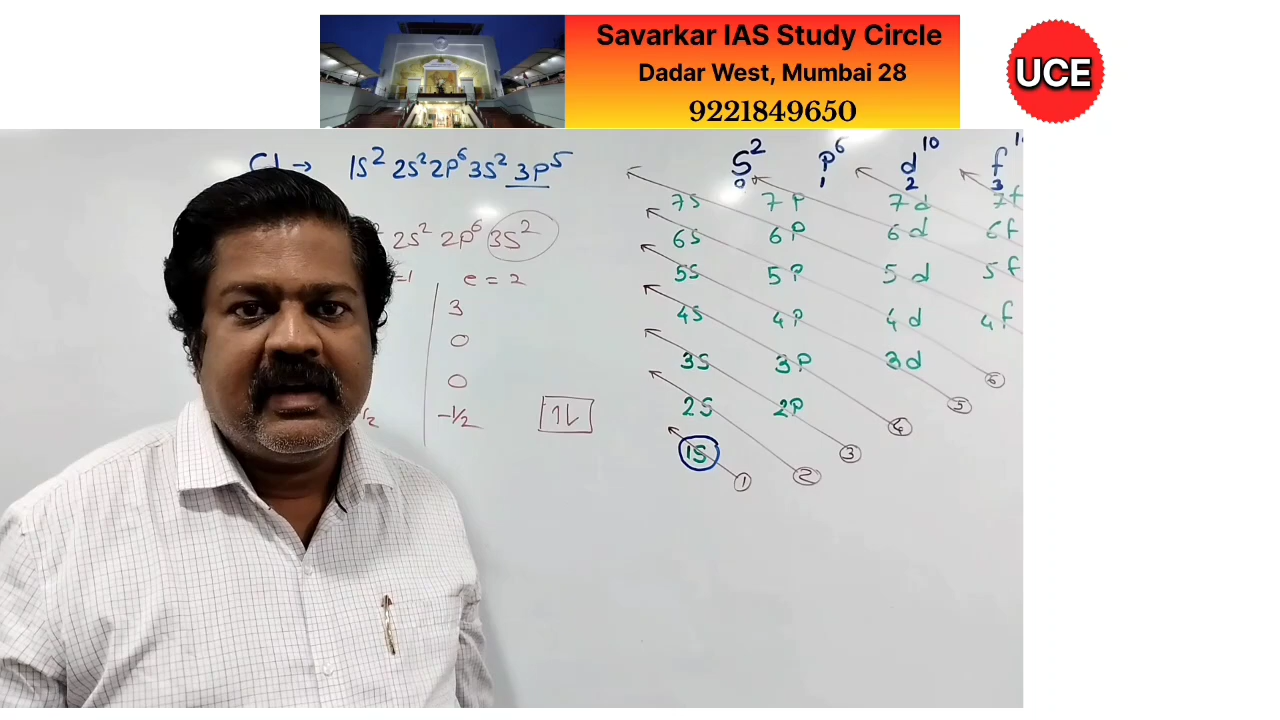 Savarkar IAS Study Circle
Dadar West, Mumbai 28
9221849650
UCE
Cl → 1S² 2S² 2P⁶ 3S² 3P⁵
2S² 2P⁶ 3S²
=1 e = 2
3
0
0
-1/2
1L
S² P⁶ d¹⁰ f
0 1 2 3
7S 7P 7d 7f
6S 6P 6d 6f
5S 5P 5d 5f
4S 4P 4d 4f
3S 3P 3d
2S 2P
1S
① ② ③ ④ ⑤ ⑥